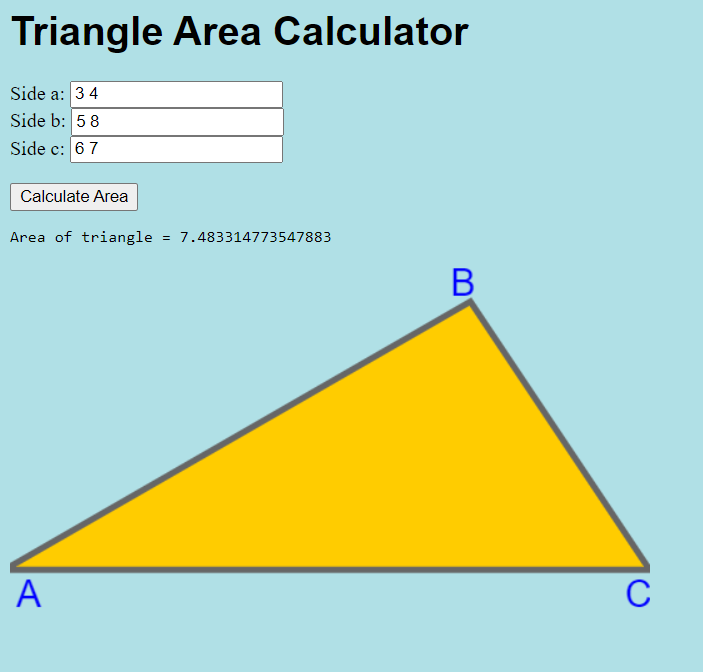 Triangle Area Calculator
Side a: 3 4
Side b: 5 8
Side c: 6 7
Calculate Area
Area of triangle = 7.483314773547883
B
A
C